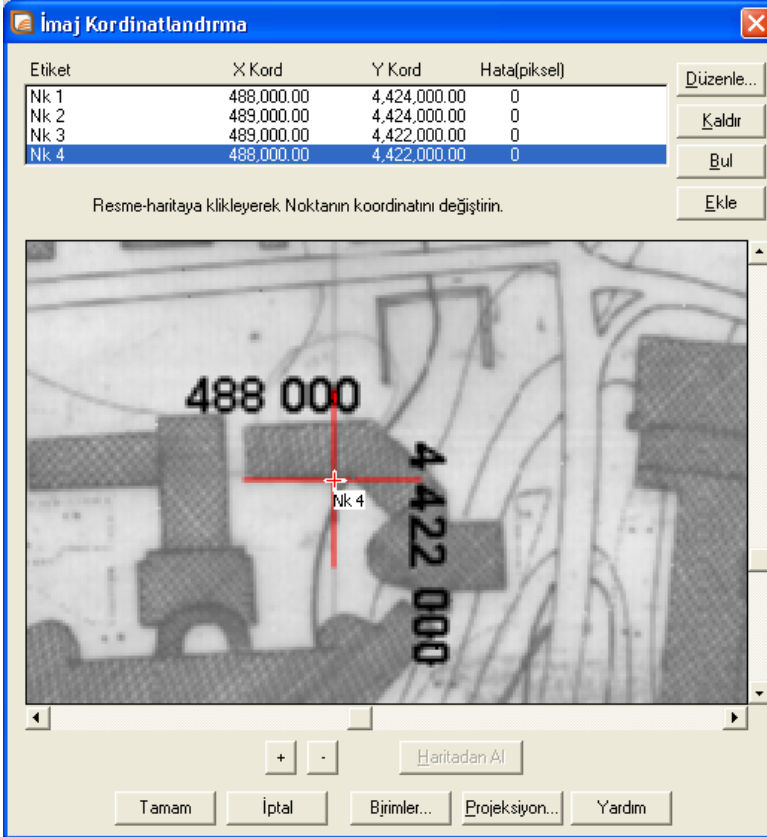 İmaj Kordinatlandırma
Etiket X Kord Y Kord Hata(piksel)
Nk 1 488,000.00 4,424,000.00 0
Nk 2 489,000.00 4,424,000.00 0
Nk 3 489,000.00 4,422,000.00 0
Nk 4 488,000.00 4,422,000.00 0
Düzenle...
Kaldır
Bul
Ekle
Resme-haritaya klikleyerek Noktanın koordinatını değiştirin.
488 000
Nk 4
4 422 000
+ - Haritadan Al
Tamam İptal Birimler... Projeksiyon... Yardım